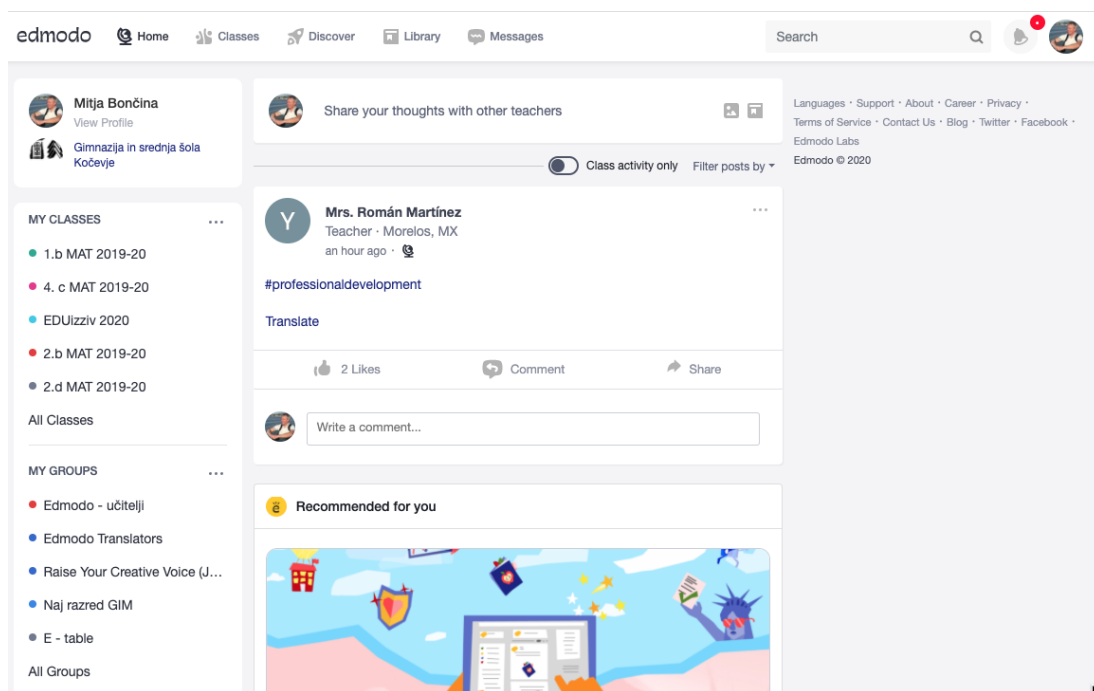 edmodo
Home
Classes
Discover
Library
Messages
Search
Mitja Bončina
View Profile
Gimnazija in srednja šola
Kočevje
MY CLASSES
1.b MAT 2019-20
4. c MAT 2019-20
EDUizziv 2020
2.b MAT 2019-20
2.d MAT 2019-20
All Classes
MY GROUPS
Edmodo - učitelji
Edmodo Translators
Raise Your Creative Voice (J...
Naj razred GIM
E - table
All Groups
Share your thoughts with other teachers
Class activity only
Filter posts by
Y
Mrs. Román Martínez
Teacher · Morelos, MX
an hour ago ·
#professionaldevelopment
Translate
2 Likes
Comment
Share
Write a comment...
ë
Recommended for you
Languages · Support · About · Career · Privacy ·
Terms of Service · Contact Us · Blog · Twitter · Facebook ·
Edmodo Labs
Edmodo © 2020